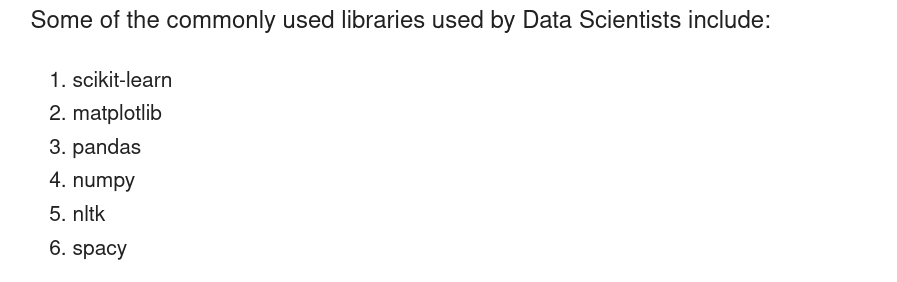 Some of the commonly used libraries used by Data Scientists include:
1. scikit-learn
2. matplotlib
3. pandas
4. numpy
5. nltk
6. spacy